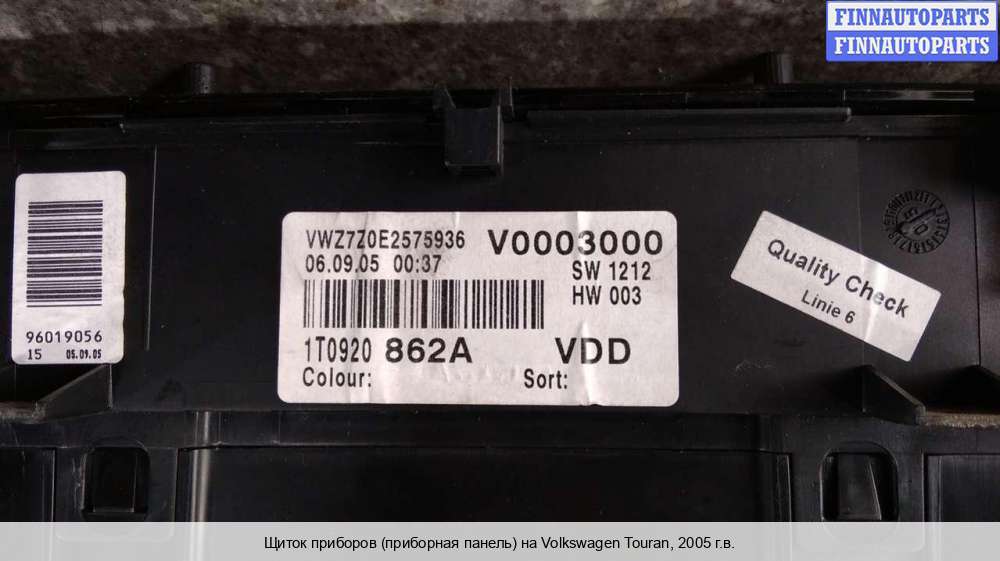 FINNAUTOPARTS
FINNAUTOPARTS
96019056
15 05.09.05
VWZ7Z0E2575936 V0003000
06.09.05 00:37 SW 1212
HW 003
1T0920 862A VDD
Colour: Sort:
Quality Check
Linie 6
Щиток приборов (приборная панель) на Volkswagen Touran, 2005 г.в.